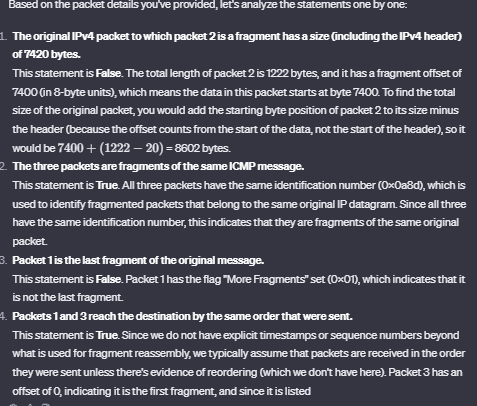 Based on the packet details you've provided, let's analyze the statements one by one:
1. The original IPv4 packet to which packet 2 is a fragment has a size (including the IPv4 header)
of 7420 bytes.
This statement is False. The total length of packet 2 is 1222 bytes, and it has a fragment offset of
7400 (in 8-byte units), which means the data in this packet starts at byte 7400. To find the total
size of the original packet, you would add the starting byte position of packet 2 to its size minus
the header (because the offset counts from the start of the data, not the start of the header), so it
would be 7400 + (1222 − 20) = 8602 bytes.
2. The three packets are fragments of the same ICMP message.
This statement is True. All three packets have the same identification number (0x0a8d), which is
used to identify fragmented packets that belong to the same original IP datagram. Since all three
have the same identification number, this indicates that they are fragments of the same original
packet.
3. Packet 1 is the last fragment of the original message.
This statement is False. Packet 1 has the flag "More Fragments" set (0x01), which indicates that it
is not the last fragment.
4. Packets 1 and 3 reach the destination by the same order that were sent.
This statement is True. Since we do not have explicit timestamps or sequence numbers beyond
what is used for fragment reassembly, we typically assume that packets are received in the order
they were sent unless there's evidence of reordering (which we don't have here). Packet 3 has an
offset of 0, indicating it is the first fragment, and since it is listed